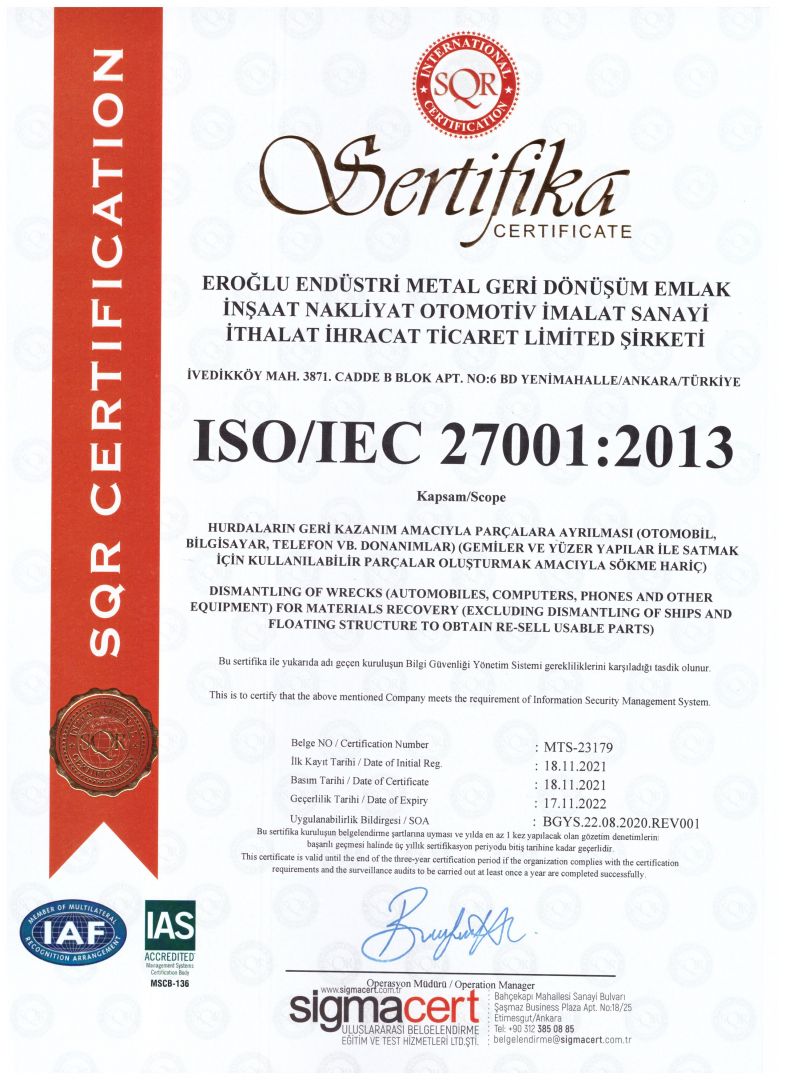 SQR CERTIFICATION
INTERNATIONAL
SQR
CERTIFICATION
Sertifika
CERTIFICATE
EROĞLU ENDÜSTRİ METAL GERİ DÖNÜŞÜM EMLAK
İNŞAAT NAKLİYAT OTOMOTİV İMALAT SANAYİ
İTHALAT İHRACAT TİCARET LİMİTED ŞİRKETİ
İVEDİKKÖY MAH. 3871. CADDE B BLOK APT. NO:6 BD YENİMAHALLE/ANKARA/TÜRKİYE
ISO/IEC 27001:2013
Kapsam/Scope
HURDALARIN GERİ KAZANIM AMACIYLA PARÇALARA AYRILMASI (OTOMOBİL,
BİLGİSAYAR, TELEFON VB. DONANIMLAR) (GEMİLER VE YÜZER YAPILAR İLE SATMAK
İÇİN KULLANILABİLİR PARÇALAR OLUŞTURMAK AMACIYLA SÖKME HARİÇ)
DISMANTLING OF WRECKS (AUTOMOBILES, COMPUTERS, PHONES AND OTHER
EQUIPMENT) FOR MATERIALS RECOVERY (EXCLUDING DISMANTLING OF SHIPS AND
FLOATING STRUCTURE TO OBTAIN RE-SELL USABLE PARTS)
Bu sertifika ile yukarıda adı geçen kuruluşun Bilgi Güvenliği Yönetim Sistemi gerekliliklerini karşıladığı tasdik olunur.
This is to certify that the above mentioned Company meets the requirement of Information Security Management System.
Belge NO / Certification Number : MTS-23179
İlk Kayıt Tarihi / Date of Initial Reg. : 18.11.2021
Basım Tarihi / Date of Certificate : 18.11.2021
Geçerlilik Tarihi / Date of Expiry : 17.11.2022
Uygulanabilirlik Bildirgesi / SOA : BGYS.22.08.2020.REV001
Bu sertifika kuruluşun belgelendirme şartlarına uyması ve yılda en az 1 kez yapılacak olan gözetim denetimlerin
başarılı geçmesi halinde üç yıllık sertifikasyon periyodu bitiş tarihine kadar geçerlidir.
This certificate is valid until the end of the three-year certification period if the organization complies with the certification
requirements and the surveillance audits to be carried out at least once a year are completed successfully.
SQR
MEMBER OF MULTILATERAL
IAF
RECOGNITION ARRANGEMENT
IAS
ACCREDITED
Management Systems
Certification Body
MSCB-136
Operasyon Müdürü / Operation Manager
www.sigmacert.com.tr
sigmacert
ULUSLARARASI BELGELENDİRME
EĞİTİM VE TEST HİZMETLERİ LTD.ŞTİ.
Bahçekapı Mahallesi Sanayi Bulvarı
Şaşmaz Business Plaza Apt. No:18/25
Etimesgut/Ankara
Tel: +90 312 385 08 85
belgelendirme@sigmacert.com.tr